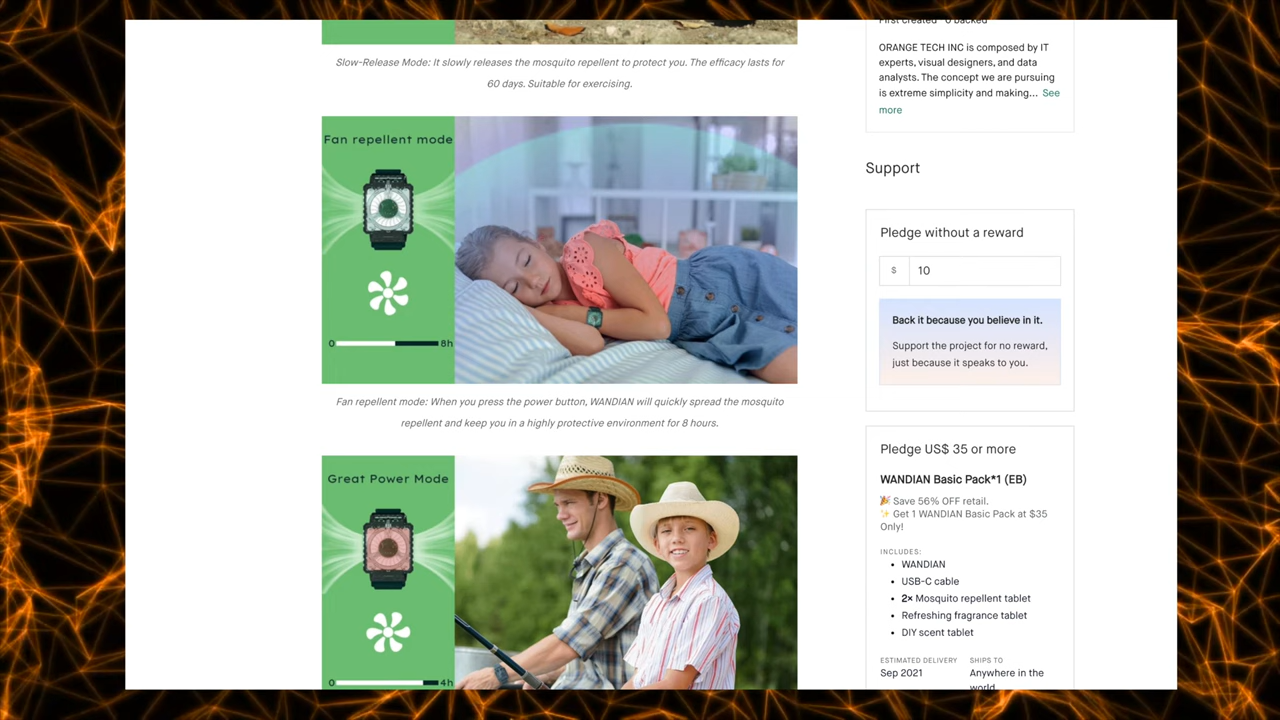 Slow-Release Mode: It slowly releases the mosquito repellent to protect you. The efficacy lasts for
60 days. Suitable for exercising.
Fan repellent mode
0
8h
Fan repellent mode: When you press the power button, WANDIAN will quickly spread the mosquito
repellent and keep you in a highly protective environment for 8 hours.
Great Power Mode
0
4h
First created 0 backed
ORANGE TECH INC is composed by IT
experts, visual designers, and data
analysts. The concept we are pursuing
is extreme simplicity and making... See
more
Support
Pledge without a reward
$ 10
Back it because you believe in it.
Support the project for no reward,
just because it speaks to you.
Pledge US$ 35 or more
WANDIAN Basic Pack*1 (EB)
🎉 Save 56% OFF retail.
✨ Get 1 WANDIAN Basic Pack at $35
Only!
INCLUDES:
• WANDIAN
• USB-C cable
• 2× Mosquito repellent tablet
• Refreshing fragrance tablet
• DIY scent tablet
ESTIMATED DELIVERY SHIPS TO
Sep 2021 Anywhere in the
world